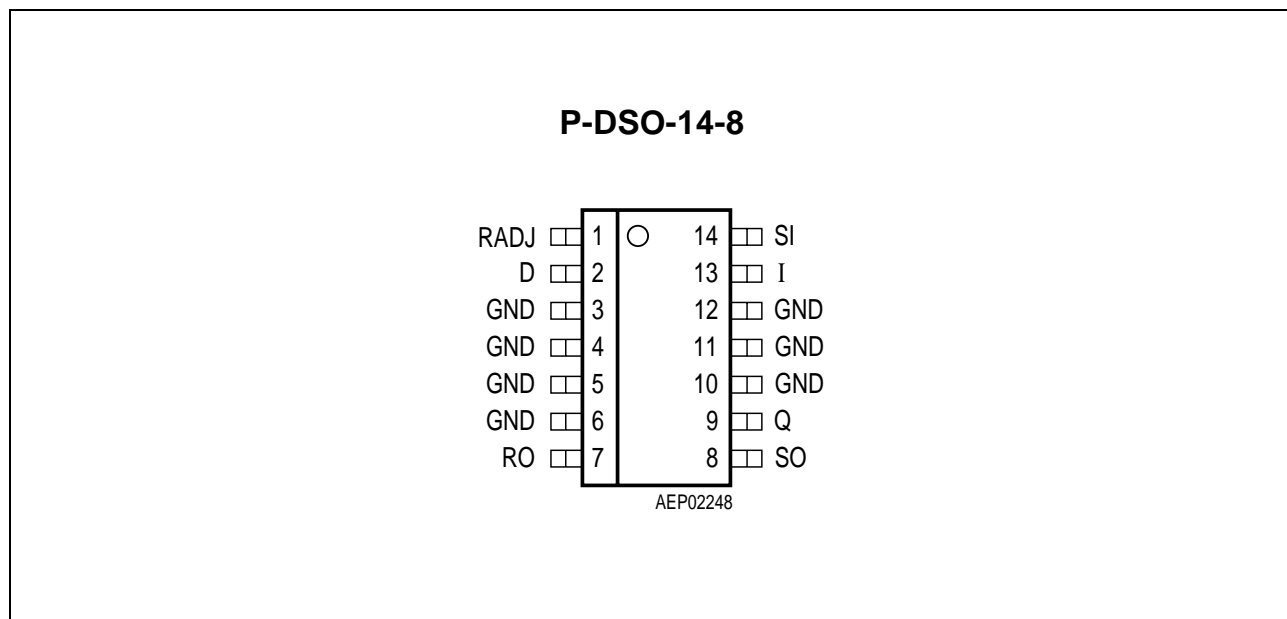 P-DSO-14-8
RADJ 1 14 SI
D 2 13 I
GND 3 12 GND
GND 4 11 GND
GND 5 10 GND
GND 6 9 Q
RO 7 8 SO
AEP02248